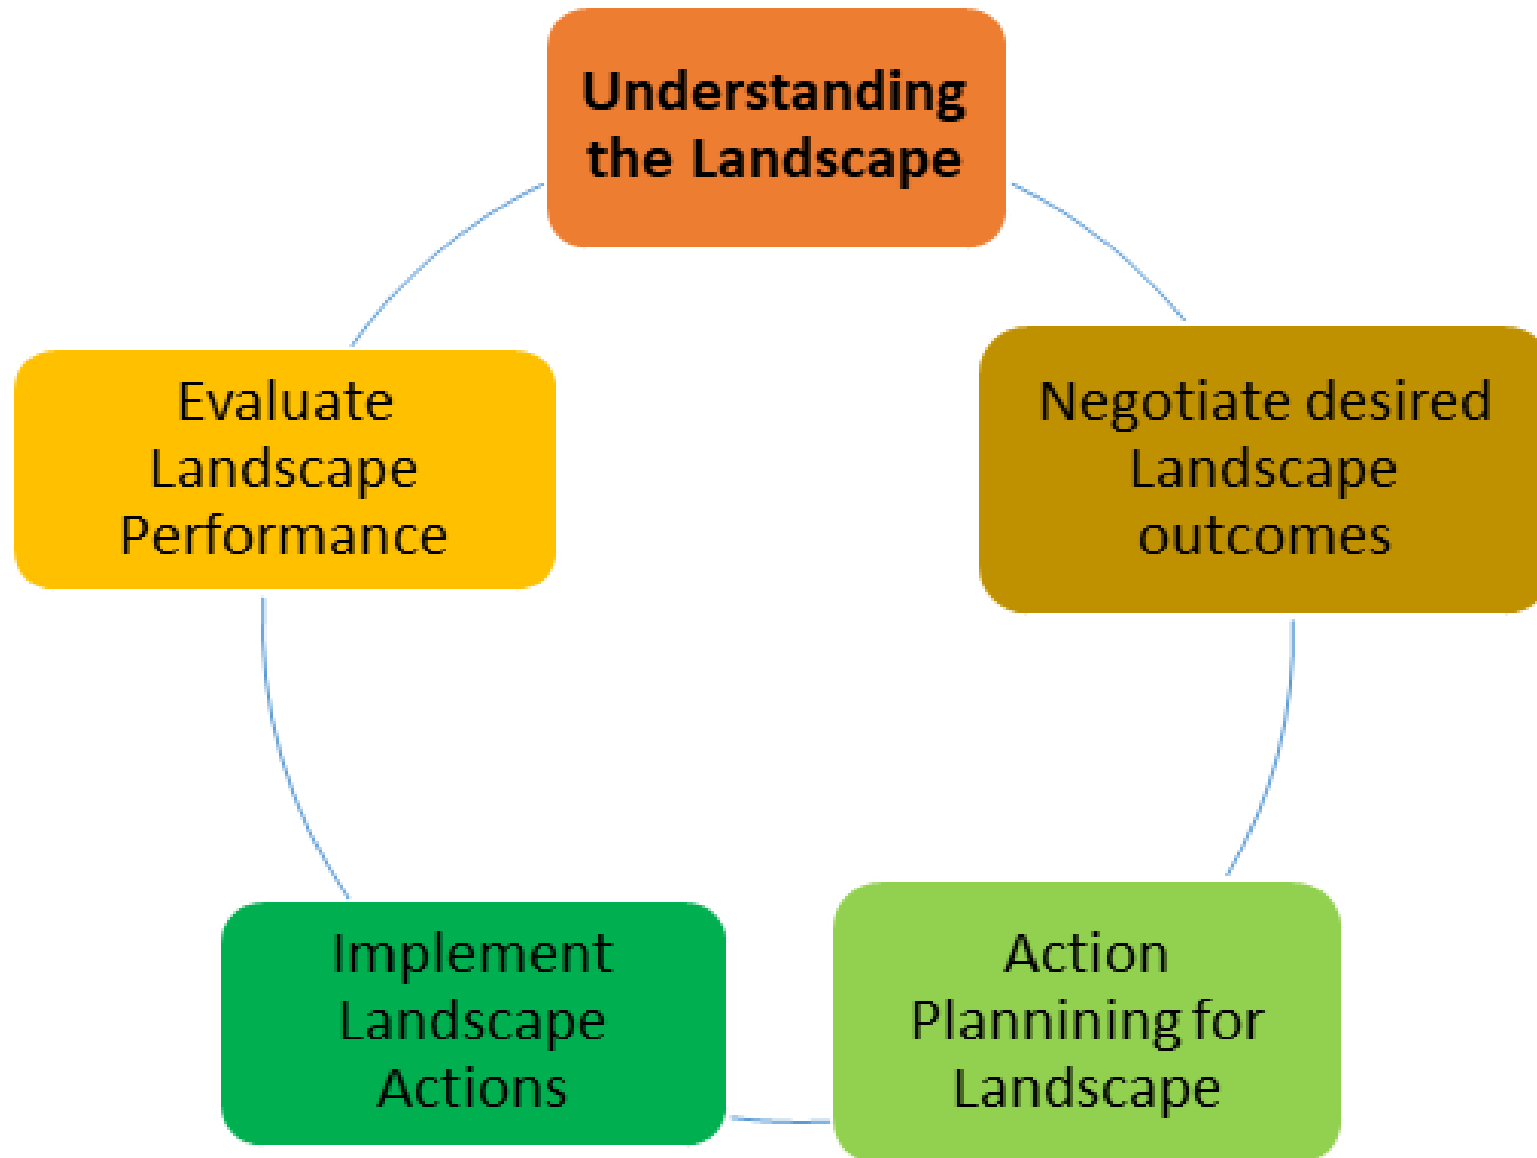 Understanding
the Landscape
Negotiate desired
Landscape
outcomes
Action
Plannining for
Landscape
Implement
Landscape
Actions
Evaluate
Landscape
Performance